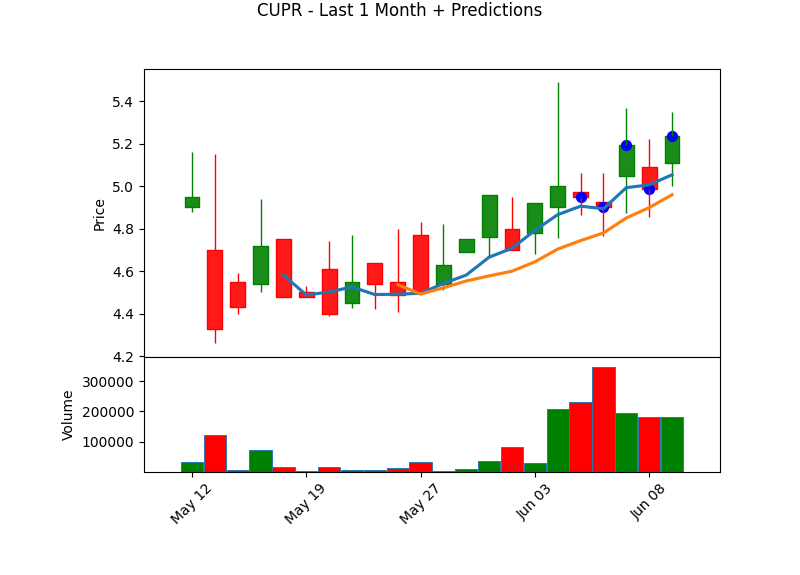 CUPR - Last 1 Month + Predictions
5.4
5.2
5.0
4.8
4.6
4.4
4.2
Price
300000
200000
100000
Volume
May 12
May 19
May 27
Jun 03
Jun 08